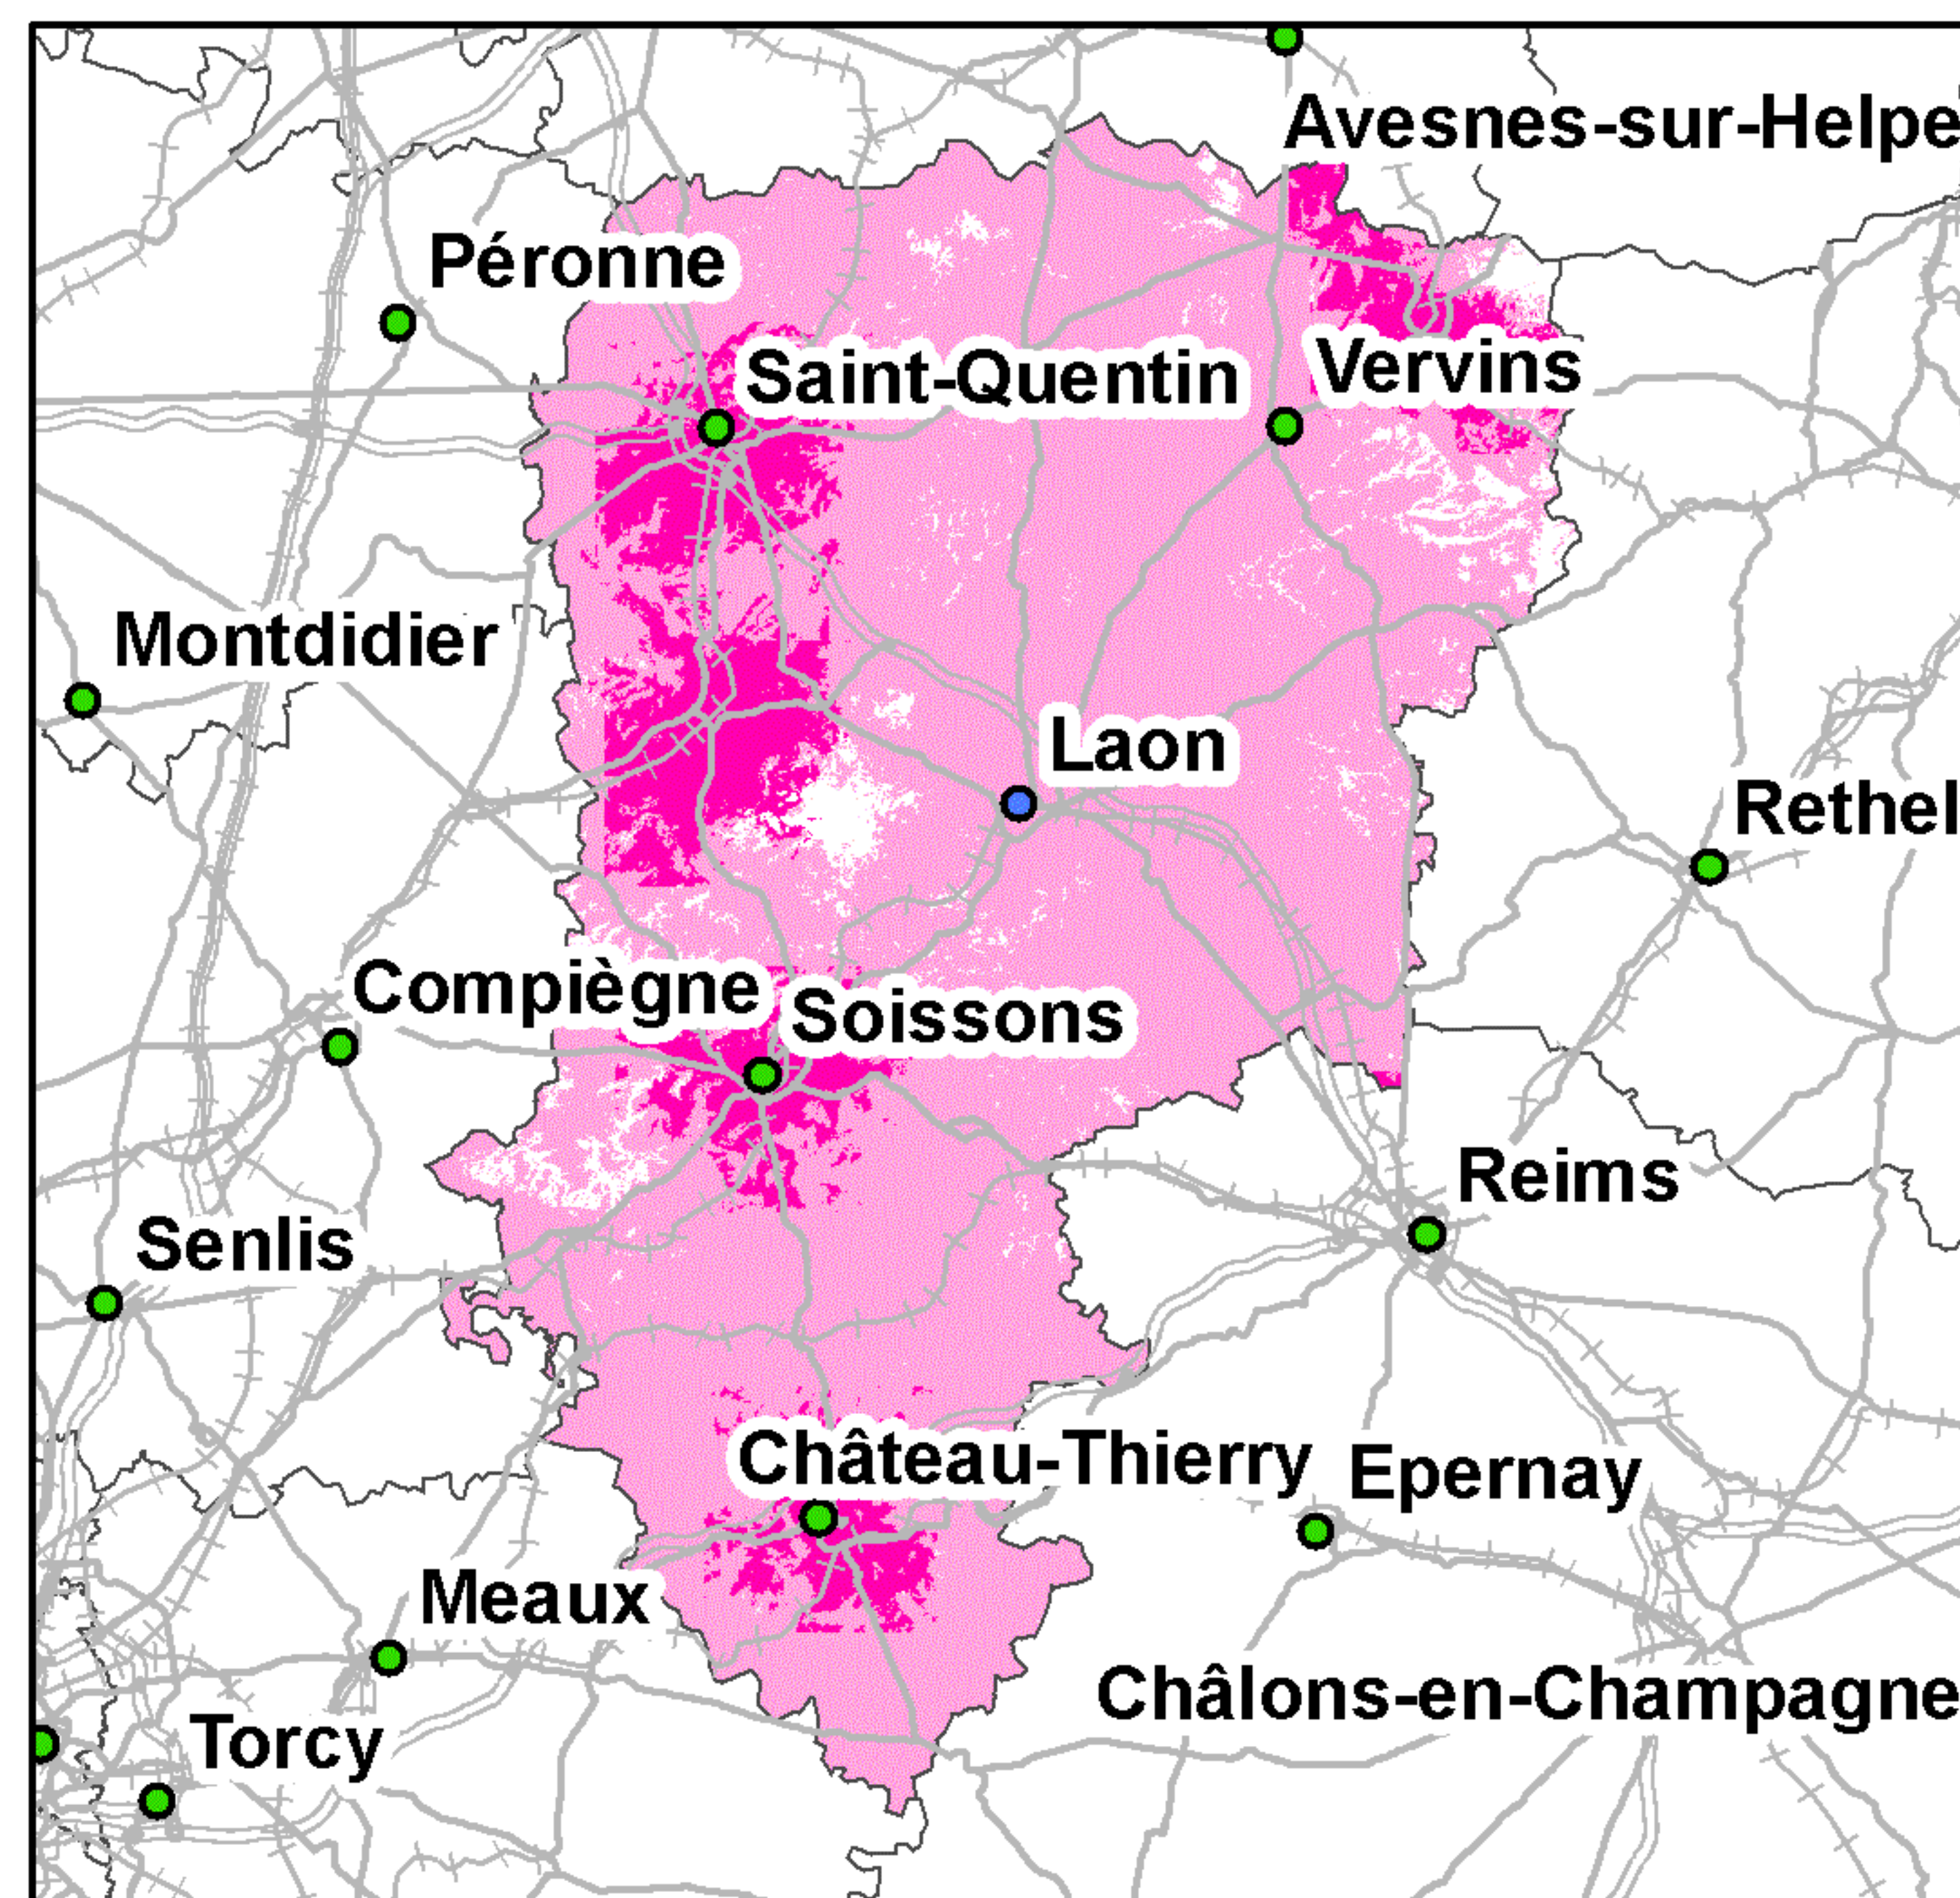 Avesnes-sur-Helpe
Péronne
Saint-Quentin
Vervins
Montdidier
Laon
Rethel
Compiègne
Soissons
Reims
Senlis
Château-Thierry
Epernay
Meaux
Châlons-en-Champagne
Torcy